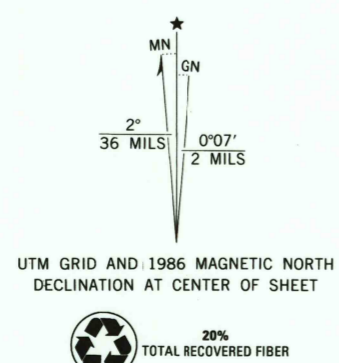 MN
GN
2°
36 MILS
0°07′
2 MILS
UTM GRID AND 1986 MAGNETIC NORTH
DECLINATION AT CENTER OF SHEET
20%
TOTAL RECOVERED FIBER